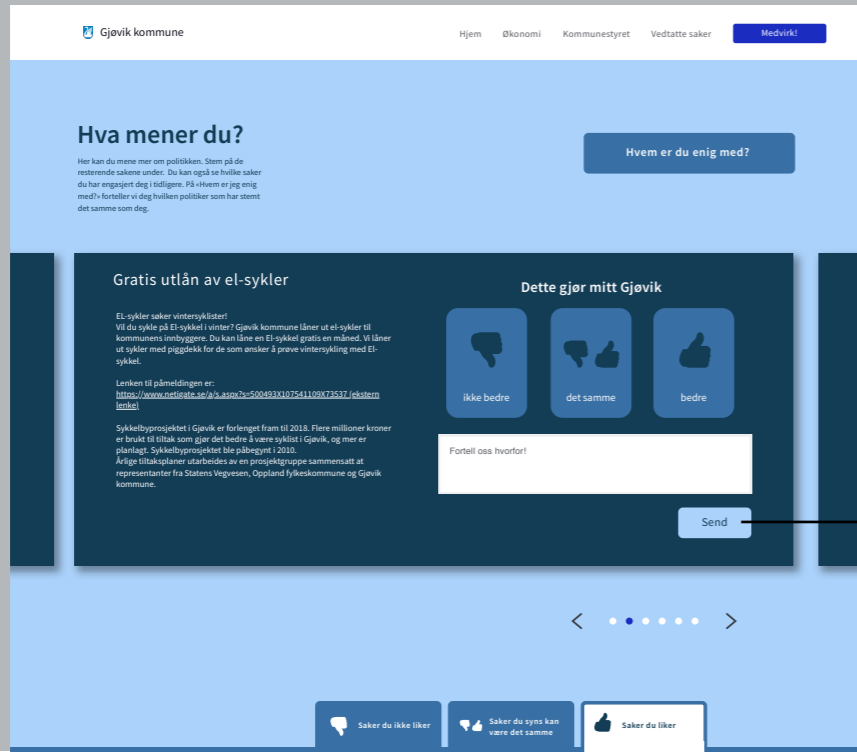 Gjøvik kommune
Hjem Økonomi Kommunestyret Vedtatte saker Medvirk!
Hva mener du?
Her kan du mene mer om politikken. Stem på de
resterende sakene under. Du kan også se hvilke saker
du har engasjert deg i tidligere. På «Hvem er jeg enig
med?» forteller vi deg hvilken politiker som har stemt
det samme som deg.
Hvem er du enig med?
Gratis utlån av el-sykler
EL-sykler søker vintersyklister!
Vil du sykle på El-sykkel i vinter? Gjøvik kommune låner ut el-sykler til
kommunens innbyggere. Du kan låne en El-sykkel gratis en måned. Vi låner
ut sykler med piggdekk for de som ønsker å prøve vintersykling med El-
sykkel.
Lenken til påmeldingen er:
https://www.netigate.se/a/s.aspx?s=500493X107541109X73537 (ekstern
lenke)
Sykkelbyprosjektet i Gjøvik er forlenget fram til 2018. Flere millioner kroner
er brukt til tiltak som gjør det bedre å være syklist i Gjøvik, og mer er
planlagt. Sykkelbyprosjektet ble påbegynt i 2010.
Årlige tiltaksplaner utarbeides av en prosjektgruppe sammensatt at
representanter fra Statens Vegvesen, Oppland fylkeskommune og Gjøvik
kommune.
Dette gjør mitt Gjøvik
ikke bedre det samme bedre
Fortell oss hvorfor!
Send
Saker du ikke liker
Saker du syns kan
være det samme
Saker du liker